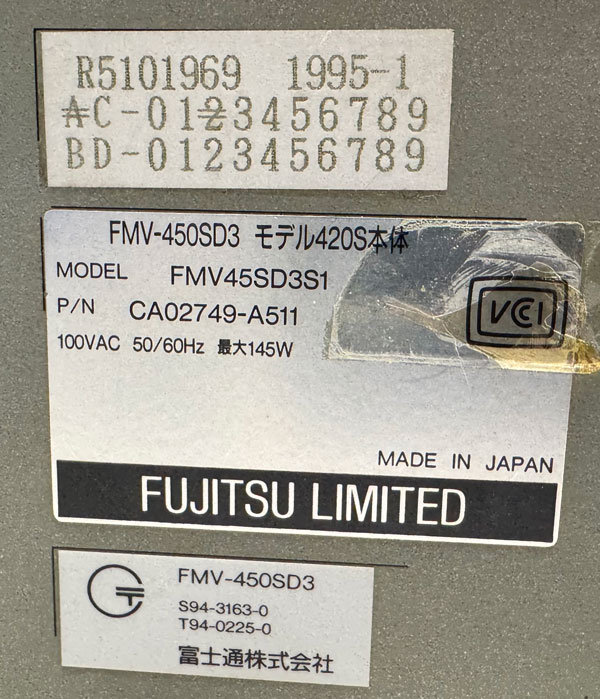 R5101969 1995-1
AC-0123456789
BD-0123456789
FMV-450SD3 モデル420S本体
MODEL FMV45SD3S1
P/N CA02749-A511
100VAC 50/60Hz 最大145W
VCI
MADE IN JAPAN
FUJITSU LIMITED
FMV-450SD3
S94-3163-0
T94-0225-0
富士通株式会社